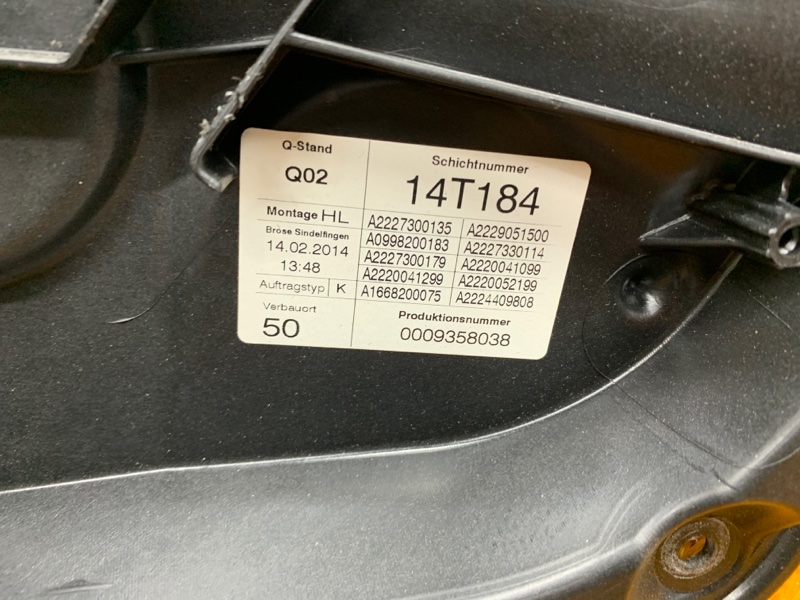 Q-Stand
Q02
Schichtnummer
14T184
Montage HL
Brose Sindelfingen
14.02.2014
13:48
Auftragstyp K
A2227300135 A2229051500
A0998200183 A2227330114
A2227300179 A2220041099
A2220041299 A2220052199
A1668200075 A2224409808
Verbauort
50
Produktionsnummer
0009358038